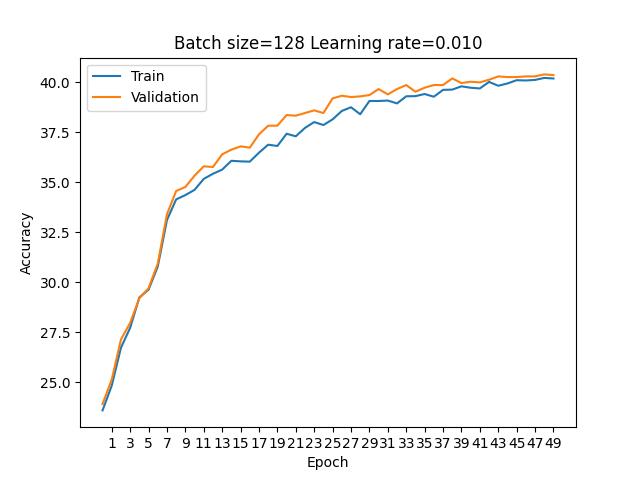 Batch size=128 Learning rate=0.010
Train
Validation
40.0
37.5
35.0
32.5
30.0
27.5
25.0
Accuracy
1 3 5 7 9 11 13 15 17 19 21 23 25 27 29 31 33 35 37 39 41 43 45 47 49
Epoch